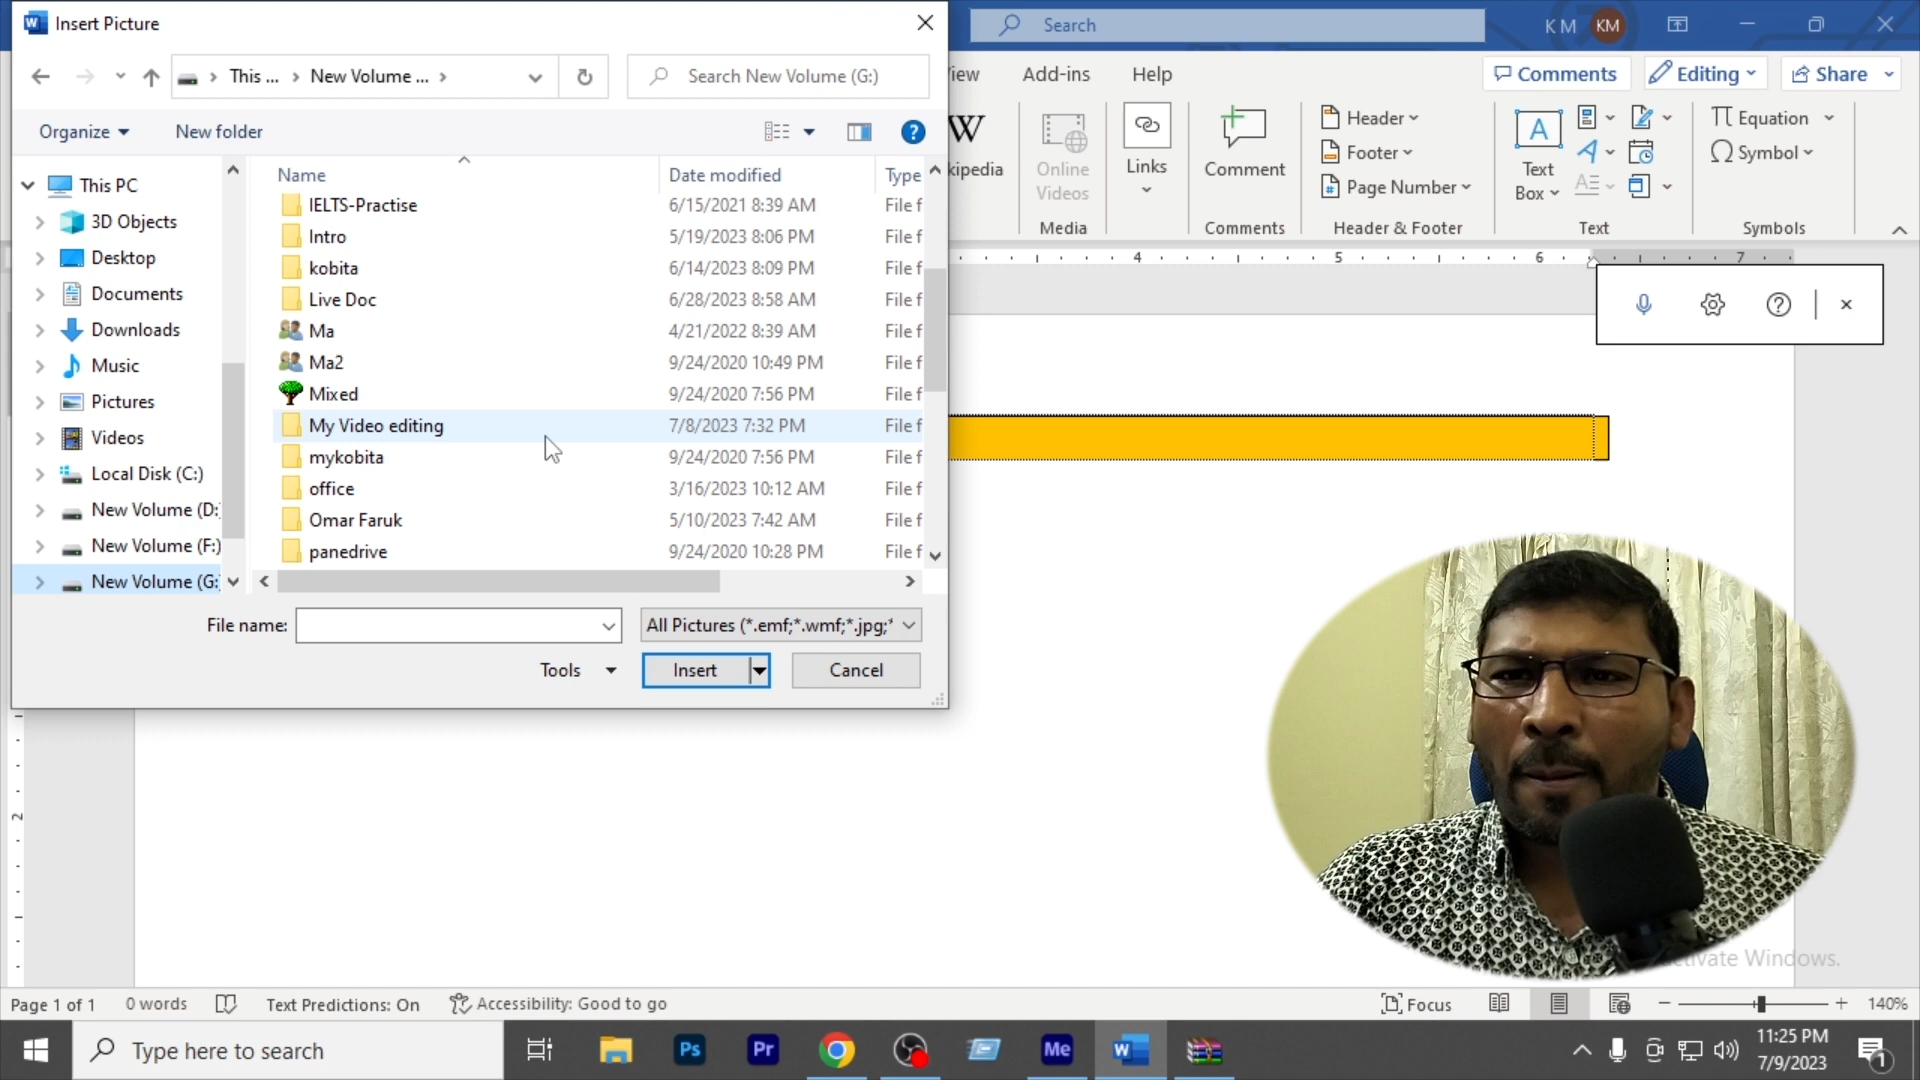 Insert Picture
Search
K M
KM
This ...
New Volume ...
Search New Volume (G:)
iew
Add-ins
Help
Comments
Editing
Share
Organize
New folder
Name
Date modified
Type
This PC
3D Objects
Desktop
Documents
Downloads
Music
Pictures
Videos
Local Disk (C:)
New Volume (D:
New Volume (F:)
New Volume (G:
IELTS-Practise 6/15/2021 8:39 AM File f
Intro 5/19/2023 8:06 PM File f
kobita 6/14/2023 8:09 PM File f
Live Doc 6/28/2023 8:58 AM File f
Ma 4/21/2022 8:39 AM File f
Ma2 9/24/2020 10:49 PM File f
Mixed 9/24/2020 7:56 PM File f
My Video editing 7/8/2023 7:32 PM File f
mykobita 9/24/2020 7:56 PM File f
office 3/16/2023 10:12 AM File f
Omar Faruk 5/10/2023 7:42 AM File f
panedrive 9/24/2020 10:28 PM File f
File name:
All Pictures (*.emf;*.wmf;*.jpg;*
Tools
Insert
Cancel
W
kipedia
Online
Videos
Media
Links
Comment
Comments
Header
Footer
Page Number
Header & Footer
A
Text
Box
Text
Equation
Symbol
Symbols
4 5 6 7
2
tivate Windows.
Page 1 of 1
0 words
Text Predictions: On
Accessibility: Good to go
Focus
140%
Type here to search
Ps
Pr
Me
W
11:25 PM
7/9/2023
1